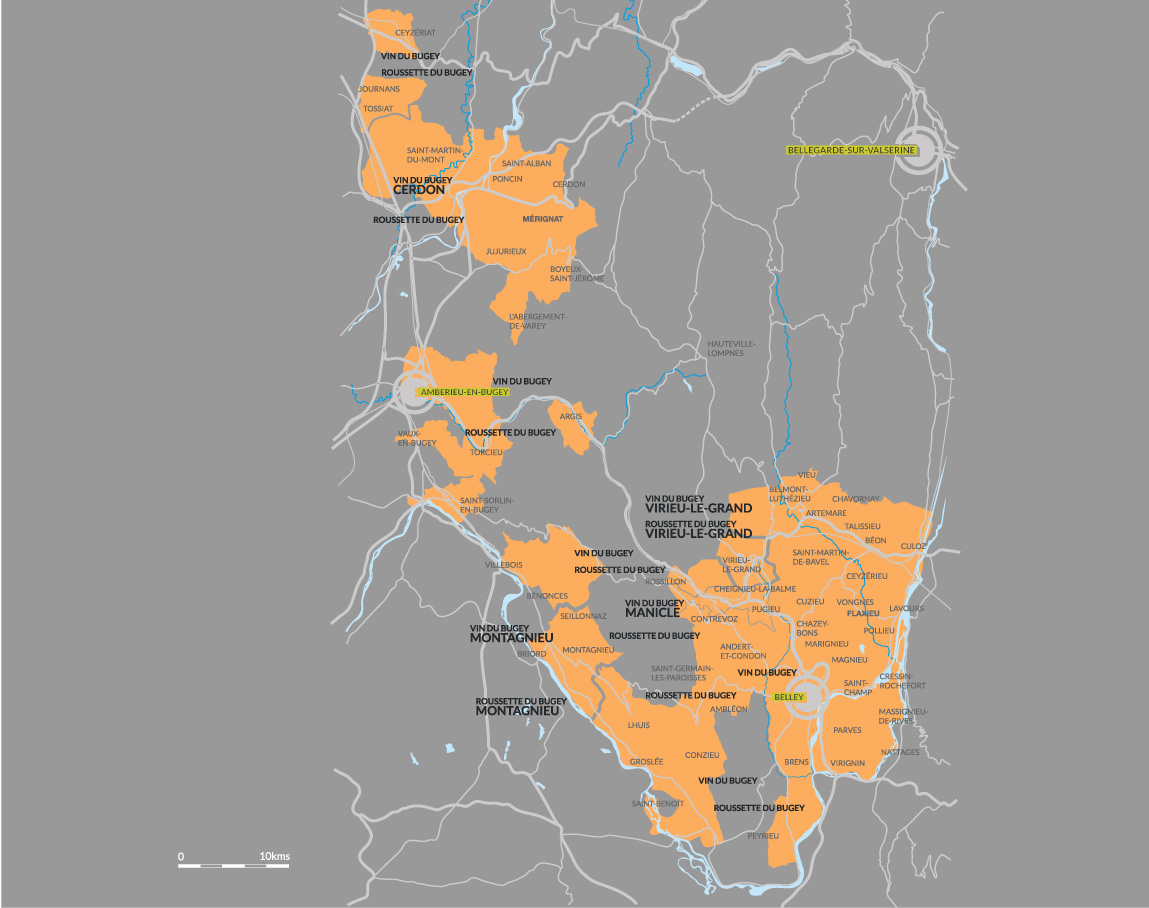 CEYZÉRIAT
VIN DU BUGEY
ROUSSETTE DU BUGEY
JOURNANS
TOSSIAT
SAINT-MARTIN-
DU-MONT
SAINT-ALBAN
PONCIN
CERDON
VIN DU BUGEY
CERDON
ROUSSETTE DU BUGEY
MÉRIGNAT
JUJURIEUX
BOYEUX-
SAINT-JÉRÔME
L'ABERGEMENT-
DE-VAREY
BELLEGARDE-SUR-VALSERINE
HAUTEVILLE-
LOMPNES
VIN DU BUGEY
AMBERIEU-EN-BUGEY
ARGIS
VAUX-
EN-BUGEY
ROUSSETTE DU BUGEY
TORCIEU
SAINT-SORLIN-
EN-BUGEY
VIEU
BELMONT-
LUTHÉZIEU
CHAVORNAY
ARTEMARE
TALISSIEU
BÉON
CULOZ
VIN DU BUGEY
VIRIEU-LE-GRAND
ROUSSETTE DU BUGEY
VIRIEU-LE-GRAND
SAINT-MARTIN-
DE-BAVEL
VIRIEU-
LE-GRAND
CEYZÉRIEU
VILLEBOIS
VIN DU BUGEY
ROUSSETTE DU BUGEY
ROSSILLON
CHEIGNIEU-LA-BALME
BÉNONCES
VIN DU BUGEY
MANICLE
PUGIEU
CUZIEU
VONGNES
FLAXIEU
LAVOURS
SEILLONNAZ
CONTREVOZ
CHAZEY-
BONS
POLLIEU
VIN DU BUGEY
MONTAGNIEU
ROUSSETTE DU BUGEY
MARIGNIEU
BRIORD
MONTAGNIEU
ANDERT-
ET-CONDON
MAGNIEU
SAINT-GERMAIN-
LES-PAROISSES
VIN DU BUGEY
CRESSIN-
ROCHEFORT
SAINT-
CHAMP
ROUSSETTE DU BUGEY
BELLEY
ROUSSETTE DU BUGEY
MONTAGNIEU
AMBLÉON
MASSIGNIEU-
DE-RIVES
LHUIS
PARVES
CONZIEU
NATTAGES
GROSLÉE
BRENS
VIRIGNIN
VIN DU BUGEY
SAINT-BENOÎT
ROUSSETTE DU BUGEY
PEYRIEU
0 10kms